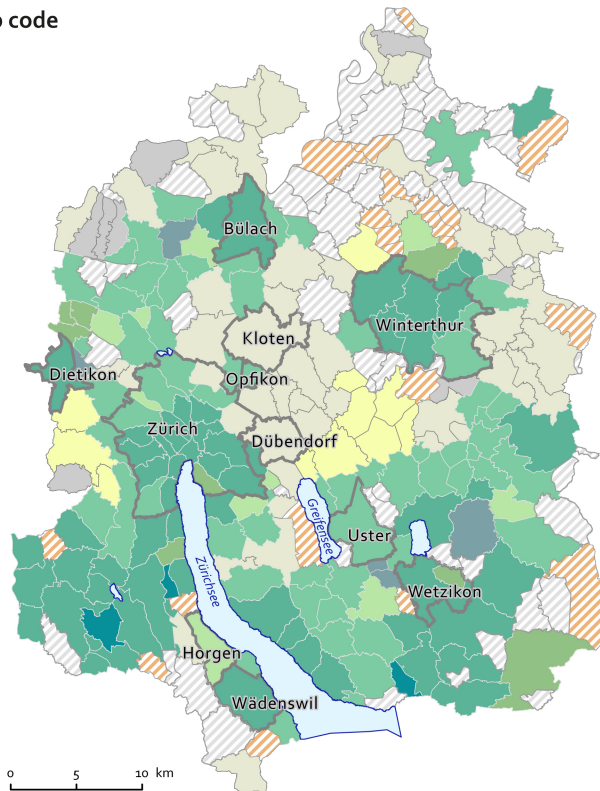 code
Bülach
Kloten
Winterthur
Dietikon
Opfikon
Zürich
Dübendorf
Greifensee
Uster
Zürichsee
Wetzikon
Horgen
Wädenswil
0 5 10 km